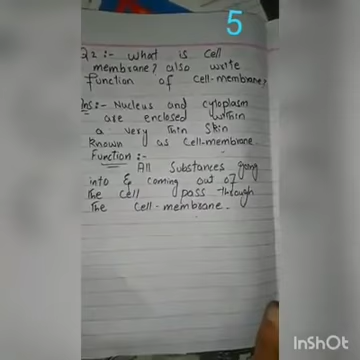 5
Q2:- What is Cell
membrane? also write
function of cell-membrane?
Ans:- Nucleus and cytoplasm
are enclosed within
a very Thin Skin
Known as Cell-membrane.
Function:-
All Substances going
into & coming out of
The Cell pass through
The Cell-membrane.
InShOt